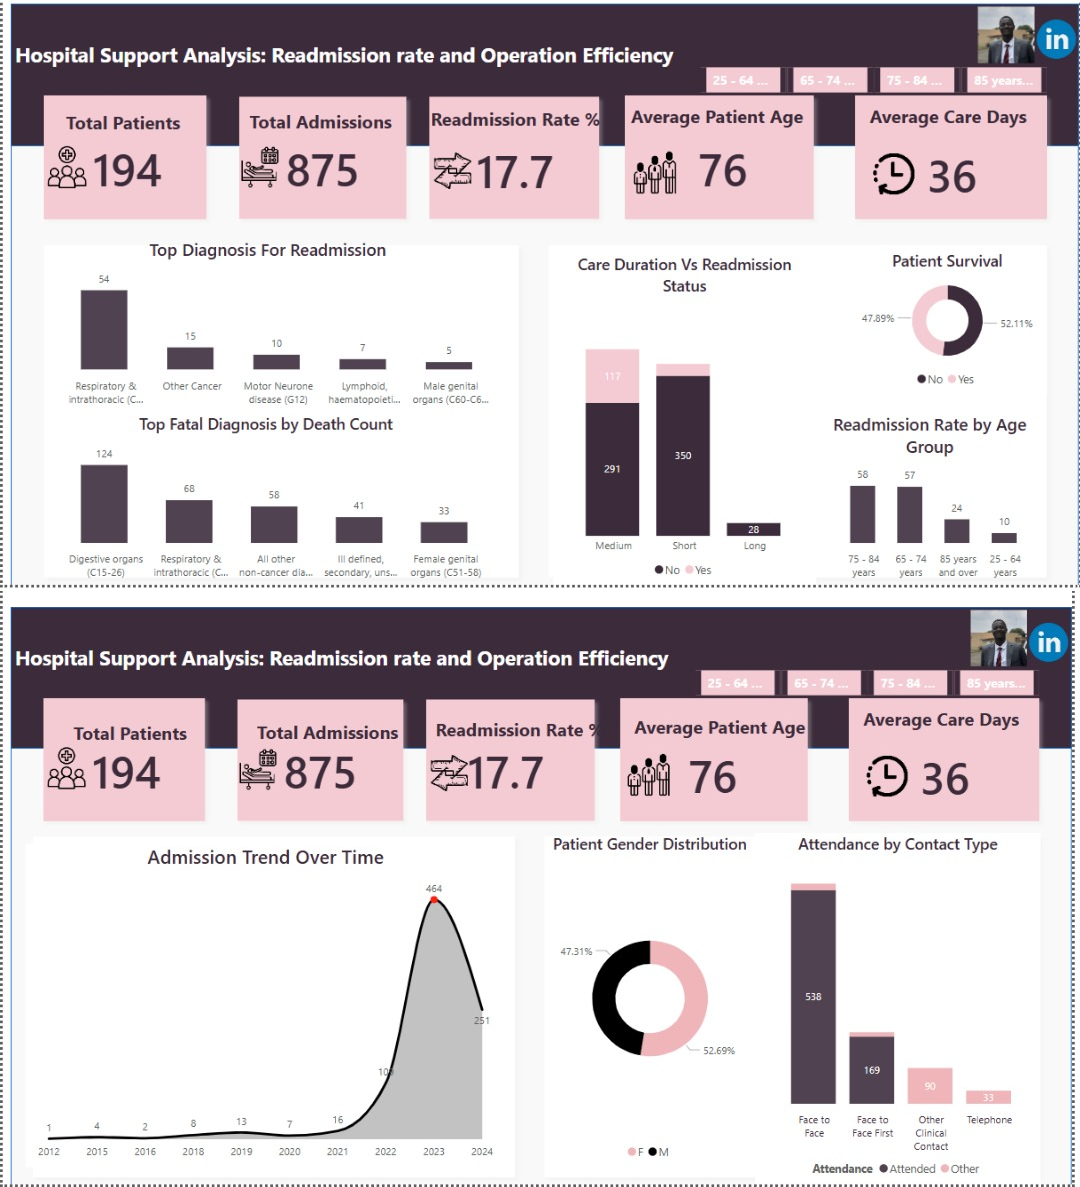 Hospital Support Analysis: Readmission rate and Operation Efficiency
in
25 - 64 ...
65 - 74 ...
75 - 84 ...
85 years...
Total Patients
194
Total Admissions
875
Readmission Rate %
17.7
Average Patient Age
76
Average Care Days
36
Top Diagnosis For Readmission
54
15
10
7
5
Respiratory &
intrathoracic (C...
Other Cancer
Motor Neurone
disease (G12)
Lymphoid,
haematopoieti...
Male genital
organs (C60-C6...
Top Fatal Diagnosis by Death Count
124
68
58
41
33
Digestive organs
(C15-26)
Respiratory &
intrathoracic (C...
All other
non-cancer dia...
Ill defined,
secondary, uns...
Female genital
organs (C51-58)
Care Duration Vs Readmission
Status
117
291
350
28
Medium
Short
Long
No
Yes
Patient Survival
47.89%
52.11%
No
Yes
Readmission Rate by Age
Group
58
57
24
10
75 - 84
years
65 - 74
years
85 years
and over
25 - 64
years
Hospital Support Analysis: Readmission rate and Operation Efficiency
in
25 - 64 ...
65 - 74 ...
75 - 84 ...
85 years...
Total Patients
194
Total Admissions
875
Readmission Rate %
17.7
Average Patient Age
76
Average Care Days
36
Admission Trend Over Time
1
4
2
8
13
7
16
464
251
2012
2015
2016
2018
2019
2020
2021
2022
2023
2024
Patient Gender Distribution
47.31%
52.69%
F
M
Attendance by Contact Type
538
169
90
33
Face to
Face
Face to
Face First
Other
Clinical
Contact
Telephone
Attendance
Attended
Other